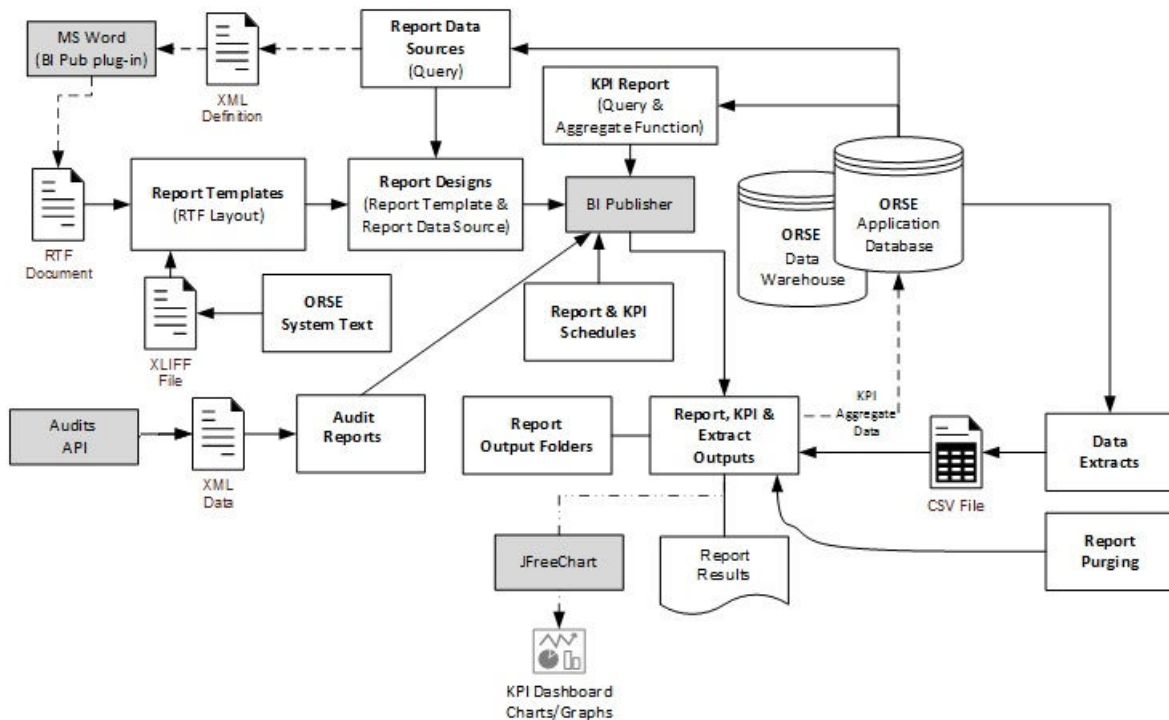 MS Word
(BI Pub plug-in)
XML
Definition
Report Data
Sources
(Query)
KPI Report
(Query &
Aggregate Function)
RTF
Document
Report Templates
(RTF Layout)
Report Designs
(Report Template &
Report Data Source)
BI Publisher
ORSE
Data
Warehouse
ORSE
Application
Database
XLIFF
File
ORSE
System Text
Report & KPI
Schedules
Audits
API
XML
Data
Audit
Reports
Report
Output Folders
Report, KPI &
Extract
Outputs
KPI
Aggregate
Data
CSV File
Data
Extracts
Report
Purging
JFreeChart
Report
Results
KPI Dashboard
Charts/Graphs